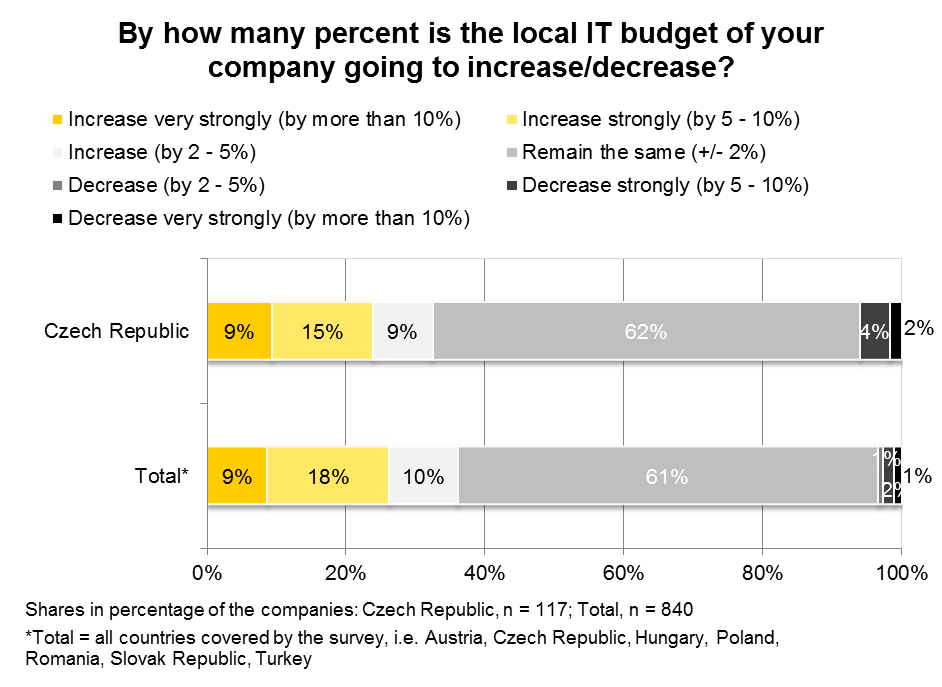 By how many percent is the local IT budget of your
company going to increase/decrease?
Increase very strongly (by more than 10%)
Increase strongly (by 5 - 10%)
Increase (by 2 - 5%)
Remain the same (+/- 2%)
Decrease (by 2 - 5%)
Decrease strongly (by 5 - 10%)
Decrease very strongly (by more than 10%)
Czech Republic
9%
15%
9%
62%
4%
2%
Total*
9%
18%
10%
61%
1%
2%
1%
0%
20%
40%
60%
80%
100%
Shares in percentage of the companies: Czech Republic, n = 117; Total, n = 840
*Total = all countries covered by the survey, i.e. Austria, Czech Republic, Hungary, Poland,
Romania, Slovak Republic, Turkey